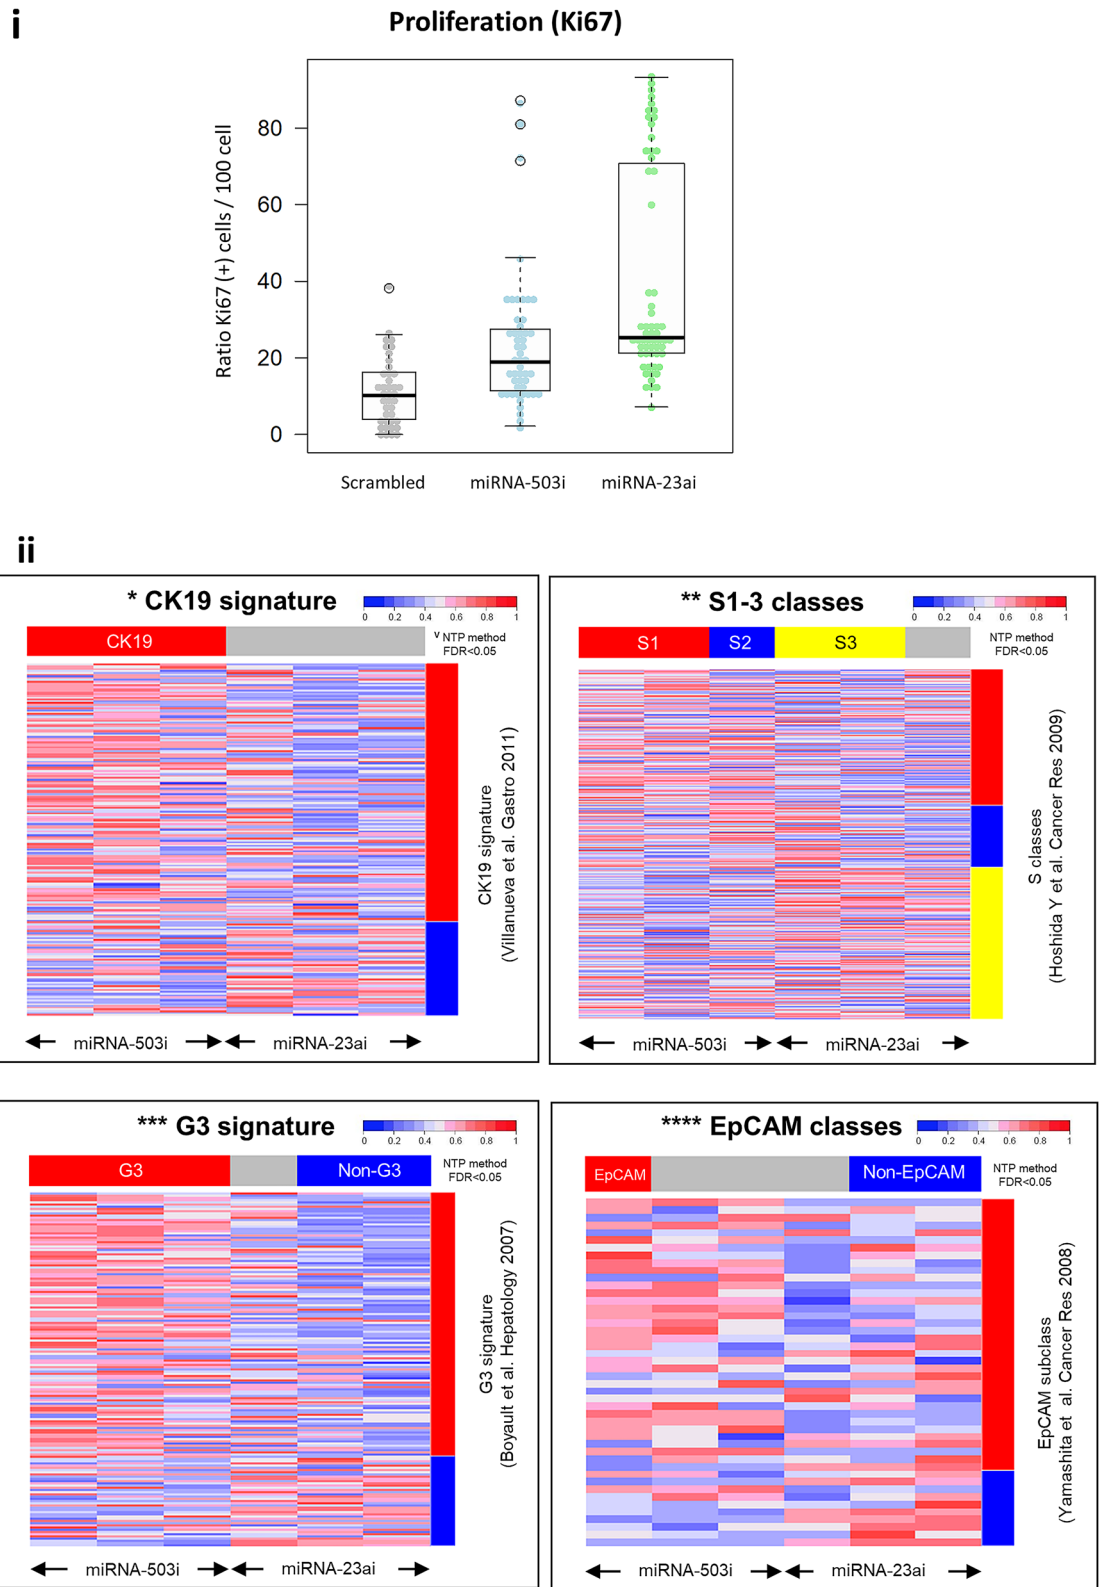 i
Proliferation (Ki67)
Ratio Ki67 (+) cells / 100 cell
80
60
40
20
0
Scrambled miRNA-503i miRNA-23ai
ii
* CK19 signature
0 0.2 0.4 0.6 0.8 1
CK19
v NTP method
FDR<0.05
CK19 signature
(Villanueva et al. Gastro 2011)
miRNA-503i miRNA-23ai
** S1-3 classes
0 0.2 0.4 0.6 0.8 1
S1 S2 S3
NTP method
FDR<0.05
S classes
(Hoshida Y et al. Cancer Res 2009)
miRNA-503i miRNA-23ai
*** G3 signature
0 0.2 0.4 0.6 0.8 1
G3 Non-G3
NTP method
FDR<0.05
G3 signature
(Boyault et al. Hepatology 2007)
miRNA-503i miRNA-23ai
**** EpCAM classes
0 0.2 0.4 0.6 0.8 1
EpCAM Non-EpCAM
NTP method
FDR<0.05
EpCAM subclass
(Yamashita et al. Cancer Res 2008)
miRNA-503i miRNA-23ai